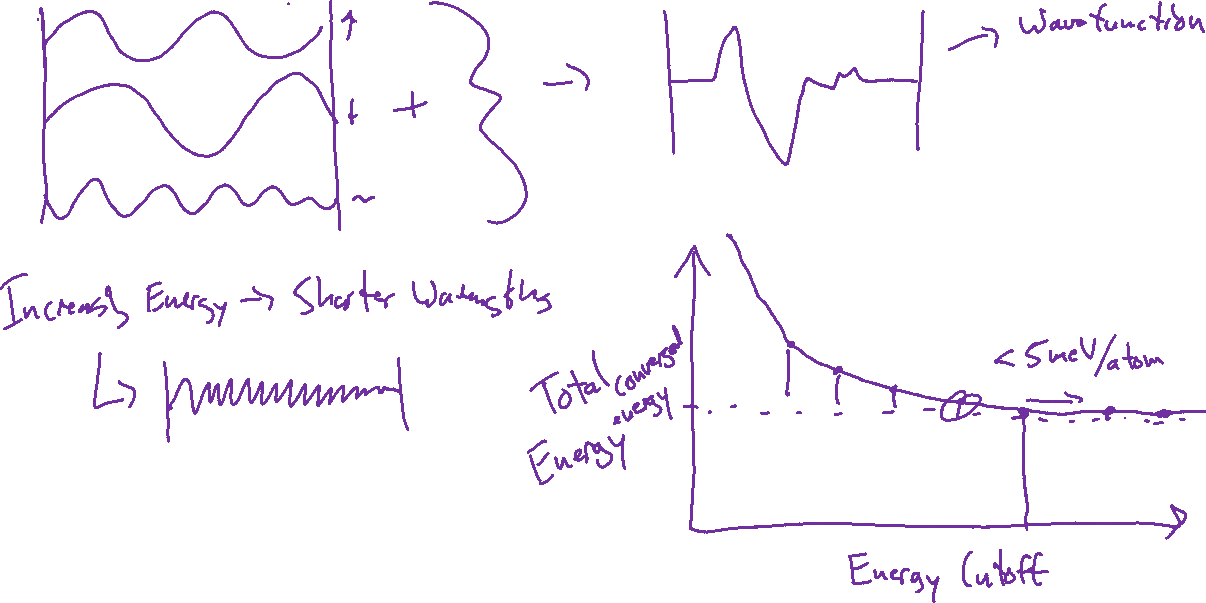 Wavefunction
+
Increasing Energy → Shorter Wavelengths
< 5meV/atom
Total
Energy
converged
energy
Energy Cutoff